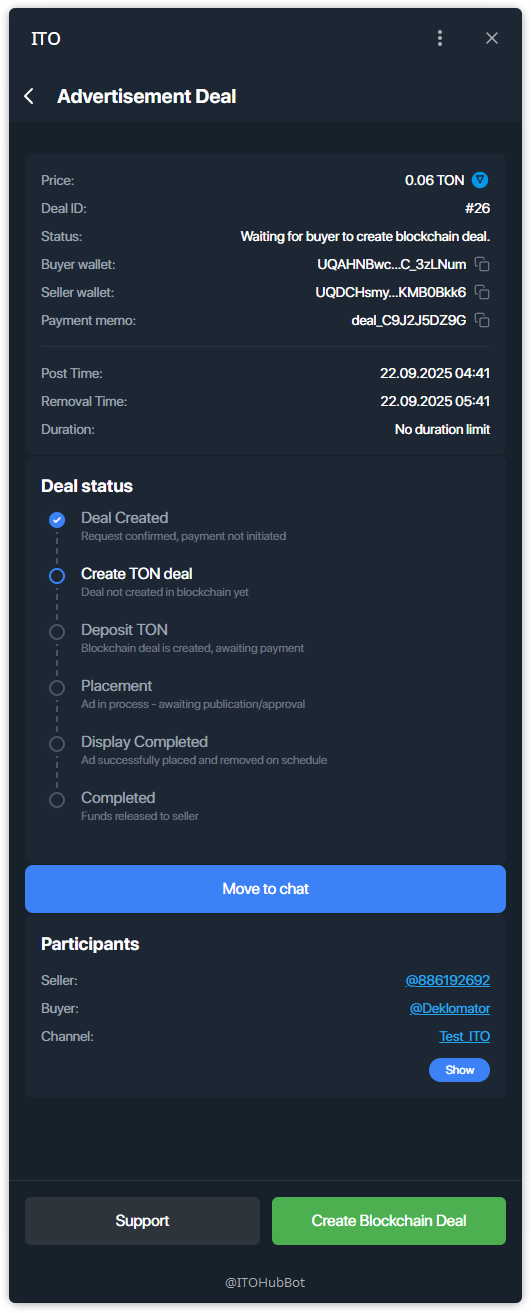 ITO
Advertisement Deal
Price: 0.06 TON
Deal ID: #26
Status: Waiting for buyer to create blockchain deal.
Buyer wallet: UQAHNBwc...C_3zLNum
Seller wallet: UQDCHsmy...KMB0Bkk6
Payment memo: deal_C9J2J5DZ9G
Post Time: 22.09.2025 04:41
Removal Time: 22.09.2025 05:41
Duration: No duration limit
Deal status
Deal Created
Request confirmed, payment not initiated
Create TON deal
Deal not created in blockchain yet
Deposit TON
Blockchain deal is created, awaiting payment
Placement
Ad in process - awaiting publication/approval
Display Completed
Ad successfully placed and removed on schedule
Completed
Funds released to seller
Move to chat
Participants
Seller: @886192692
Buyer: @Deklomator
Channel: Test_ITO
Show
Support Create Blockchain Deal
@ITOHubBot